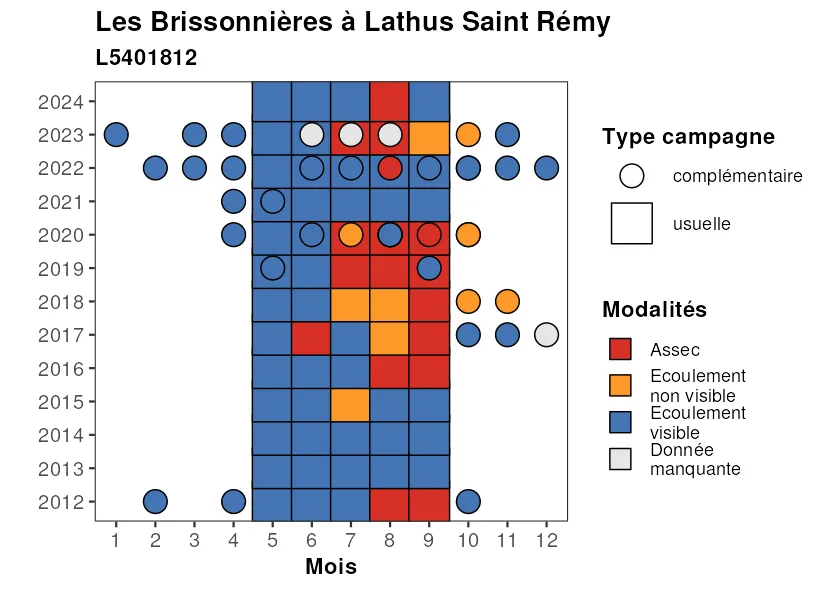 Les Brissonnières à Lathus Saint Rémy
L5401812
2024
2023
2022
2021
2020
2019
2018
2017
2016
2015
2014
2013
2012
1 2 3 4 5 6 7 8 9 10 11 12
Mois
Type campagne
complémentaire
usuelle
Modalités
Assec
Ecoulement
non visible
Ecoulement
visible
Donnée
manquante